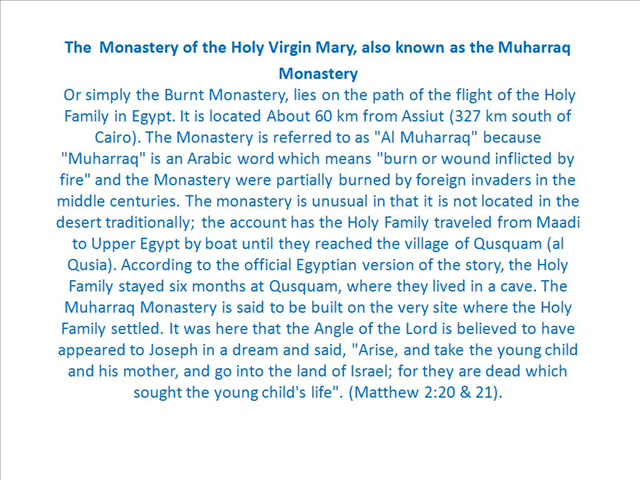 The  Monastery of the Holy Virgin Mary, also known as the Muharraq
Monastery
Or simply the Burnt Monastery, lies on the path of the flight of the Holy
Family in Egypt. It is located About 60 km from Assiut (327 km south of
Cairo). The Monastery is referred to as "Al Muharraq" because
"Muharraq" is an Arabic word which means "burn or wound inflicted by
fire" and the Monastery were partially burned by foreign invaders in the
middle centuries. The monastery is unusual in that it is not located in the
desert traditionally; the account has the Holy Family traveled from Maadi
to Upper Egypt by boat until they reached the village of Qusquam (al
Qusia). According to the official Egyptian version of the story, the Holy
Family stayed six months at Qusquam, where they lived in a cave. The
Muharraq Monastery is said to be built on the very site where the Holy
Family settled. It was here that the Angle of the Lord is believed to have
appeared to Joseph in a dream and said, "Arise, and take the young child
and his mother, and go into the land of Israel; for they are dead which
sought the young child's life". (Matthew 2:20 & 21).